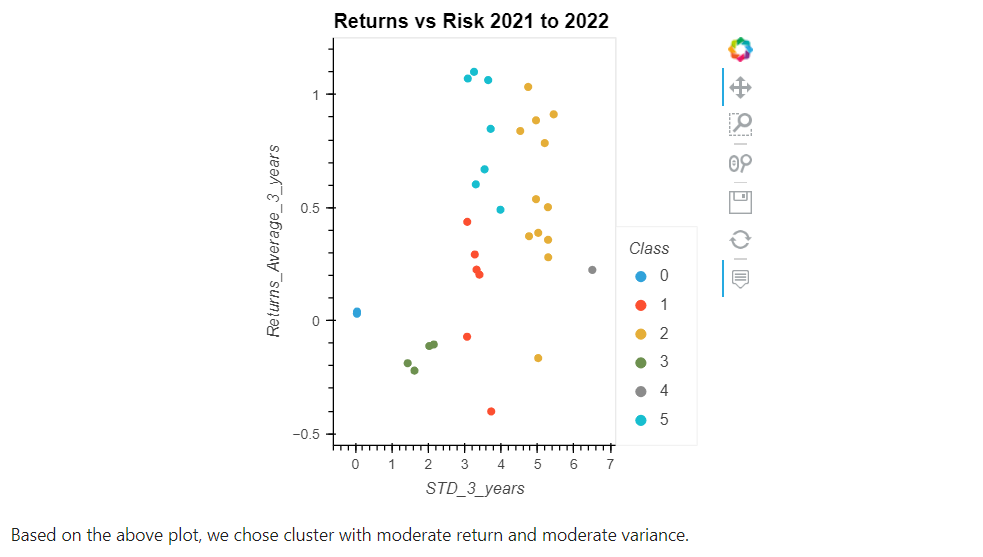 Returns vs Risk 2021 to 2022
Returns_Average_3_years
1
0.5
0
−0.5
0 1 2 3 4 5 6 7
STD_3_years
Class
0
1
2
3
4
5
Based on the above plot, we chose cluster with moderate return and moderate variance.